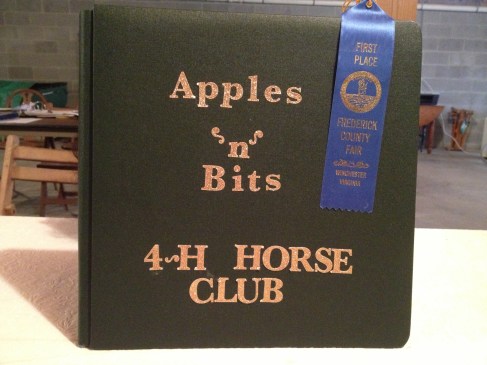 Apples
'n'
Bits
4-H HORSE
CLUB
FIRST
PLACE
FREDERICK
COUNTY
FAIR
WINCHESTER
VIRGINIA